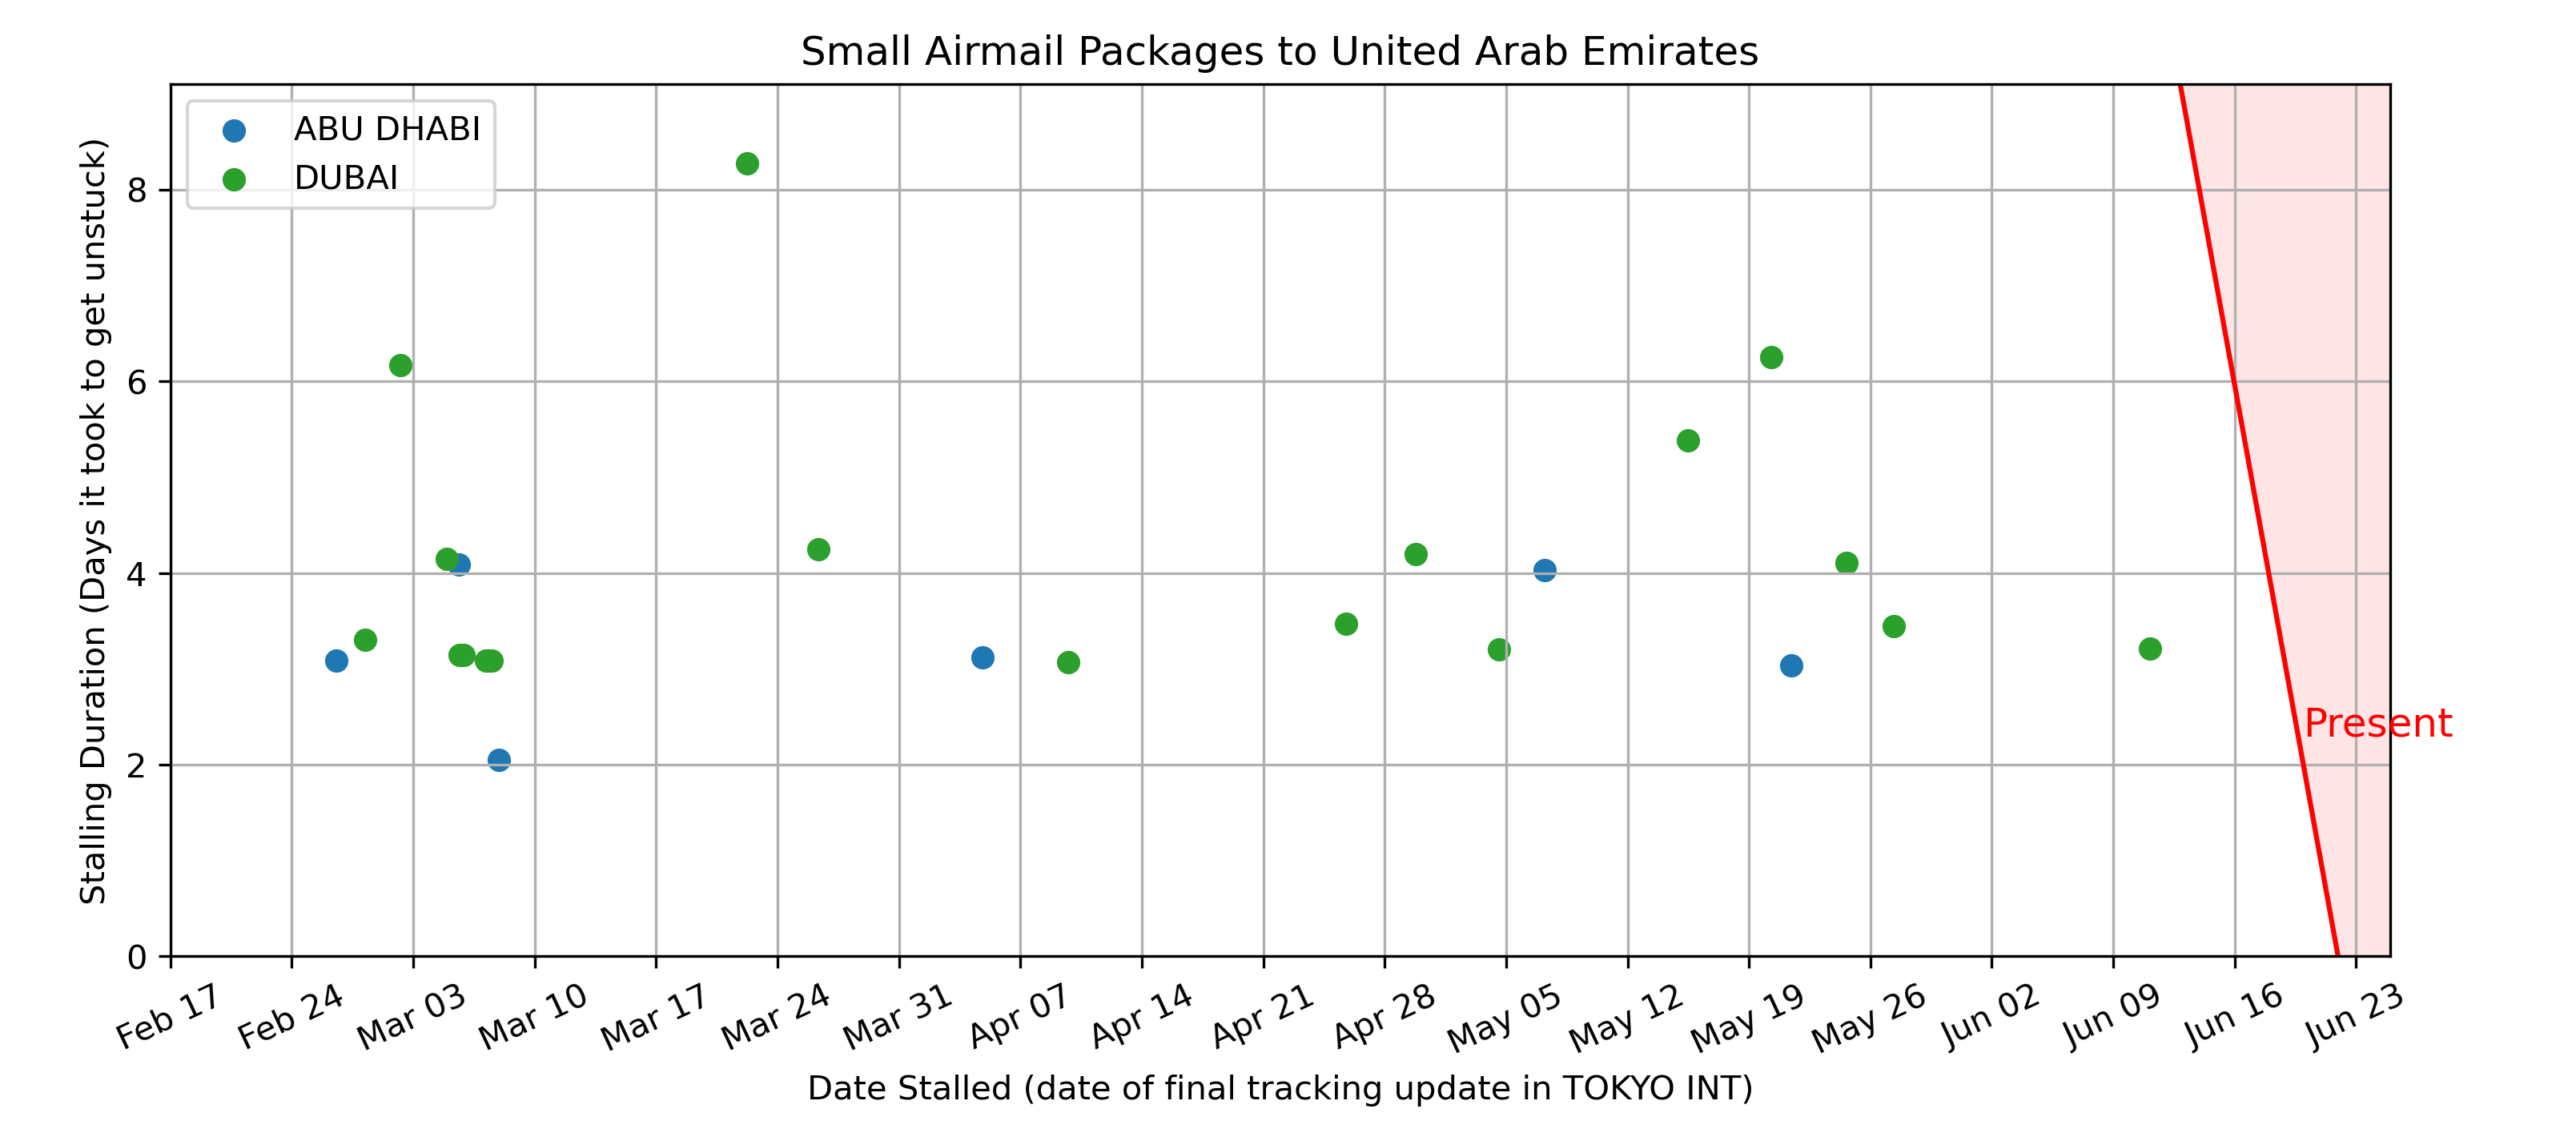 Small Airmail Packages to United Arab Emirates
ABU DHABI
DUBAI
Stalling Duration (Days it took to get unstuck)
8
6
4
2
0
Present
Feb 17
Feb 24
Mar 03
Mar 10
Mar 17
Mar 24
Mar 31
Apr 07
Apr 14
Apr 21
Apr 28
May 05
May 12
May 19
May 26
Jun 02
Jun 09
Jun 16
Jun 23
Date Stalled (date of final tracking update in TOKYO INT)